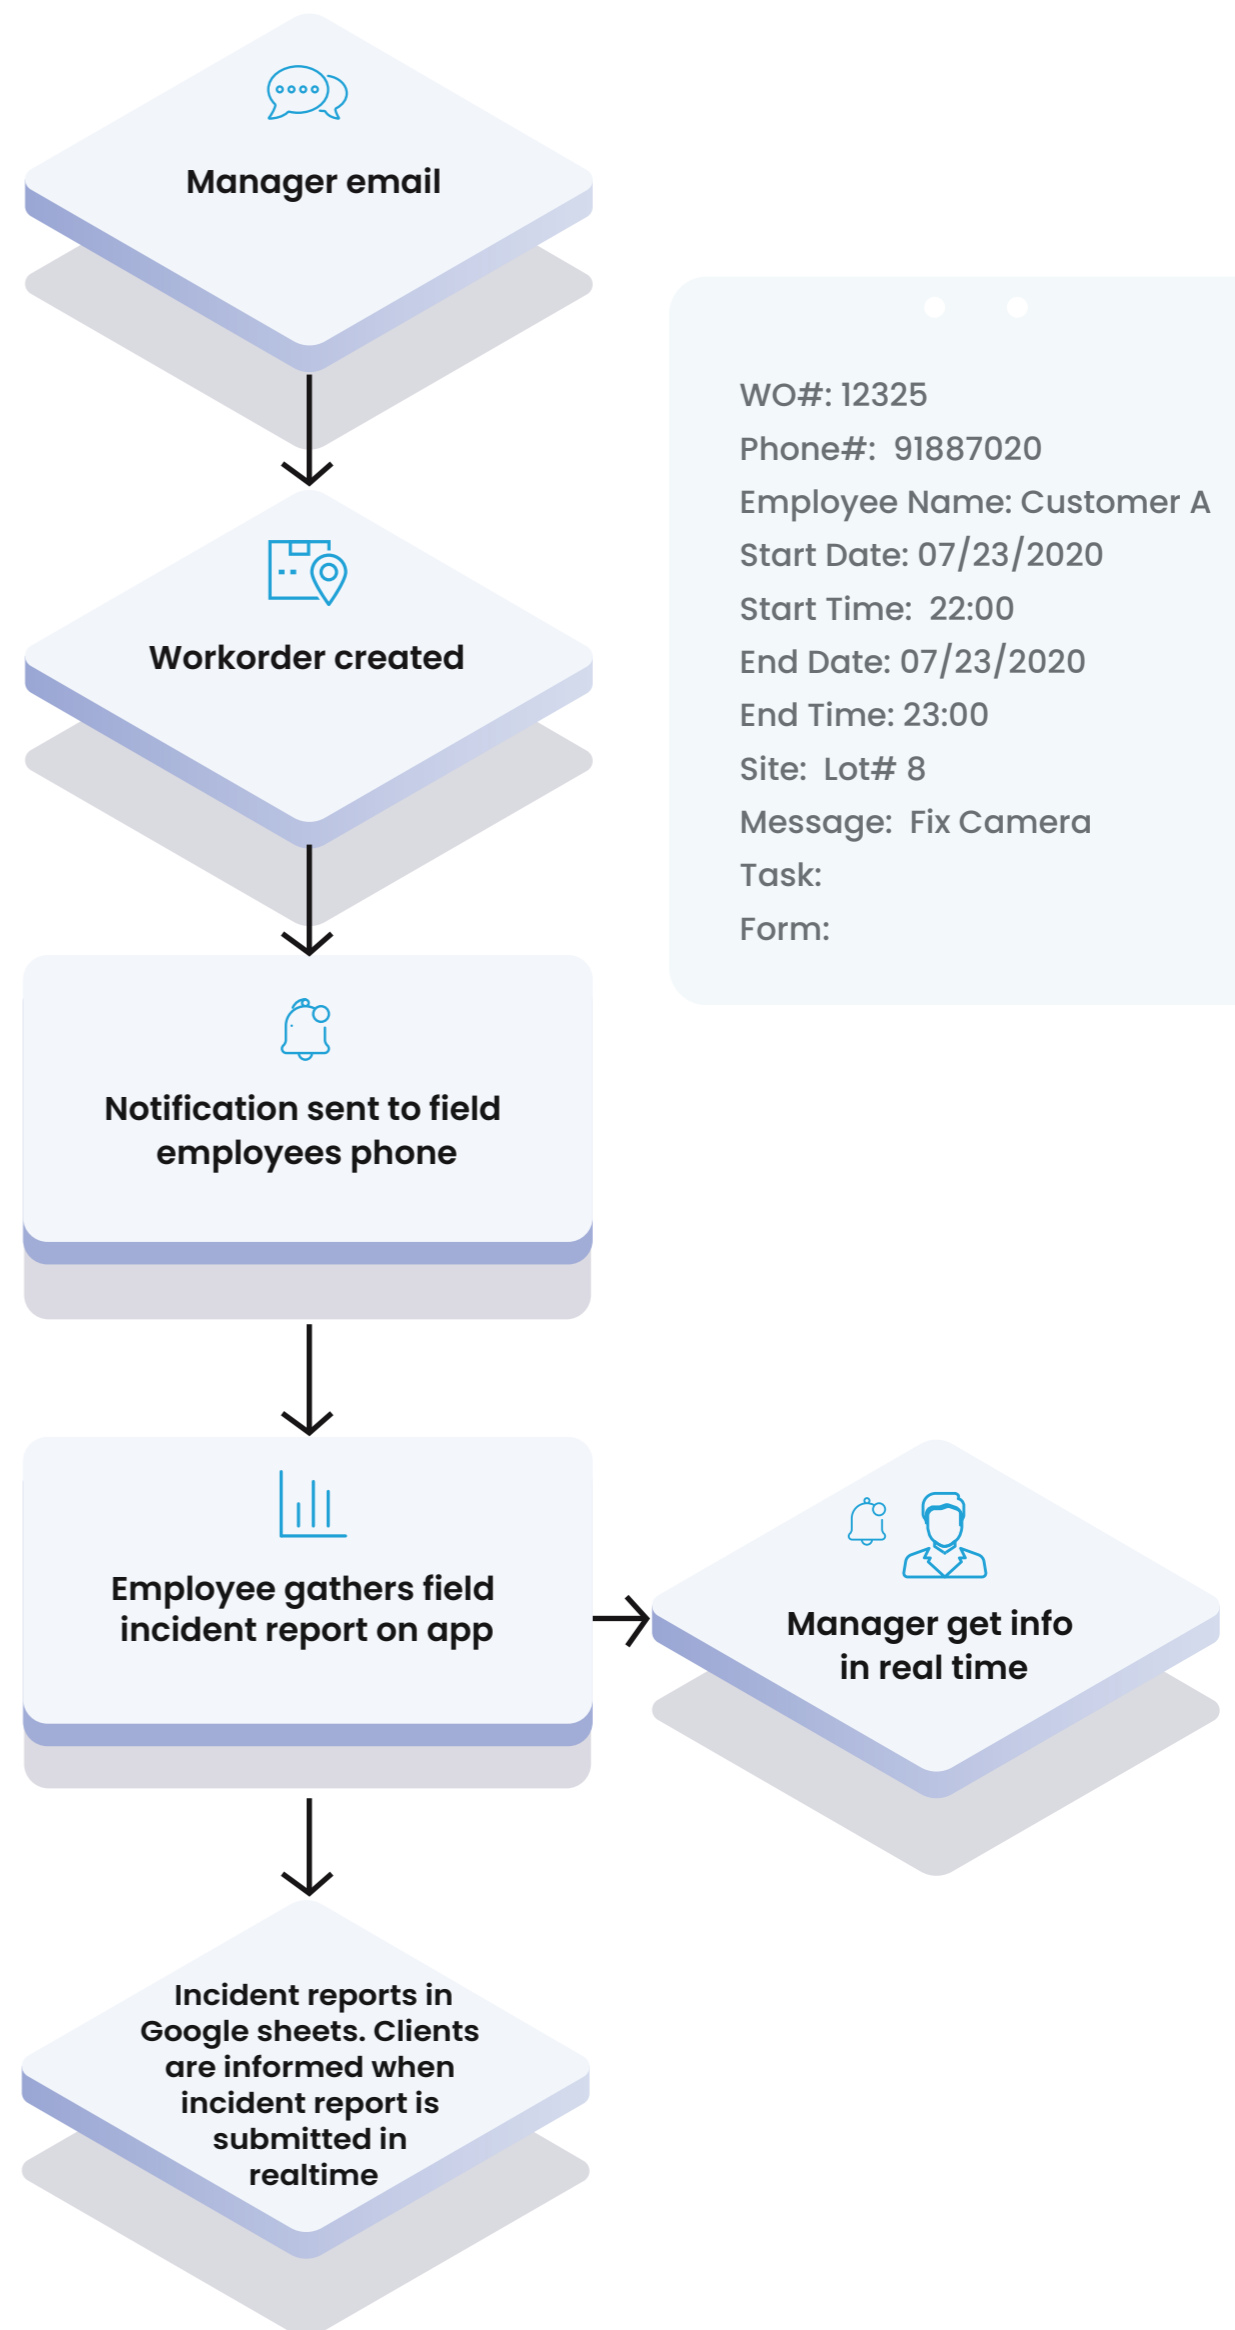 Manager email
WO#: 12325
Phone#: 91887020
Employee Name: Customer A
Start Date: 07/23/2020
Start Time: 22:00
End Date: 07/23/2020
End Time: 23:00
Site: Lot# 8
Message: Fix Camera
Task:
Form:
Workorder created
Notification sent to field
employees phone
Employee gathers field
incident report on app
Manager get info
in real time
Incident reports in
Google sheets. Clients
are informed when
incident report is
submitted in
realtime